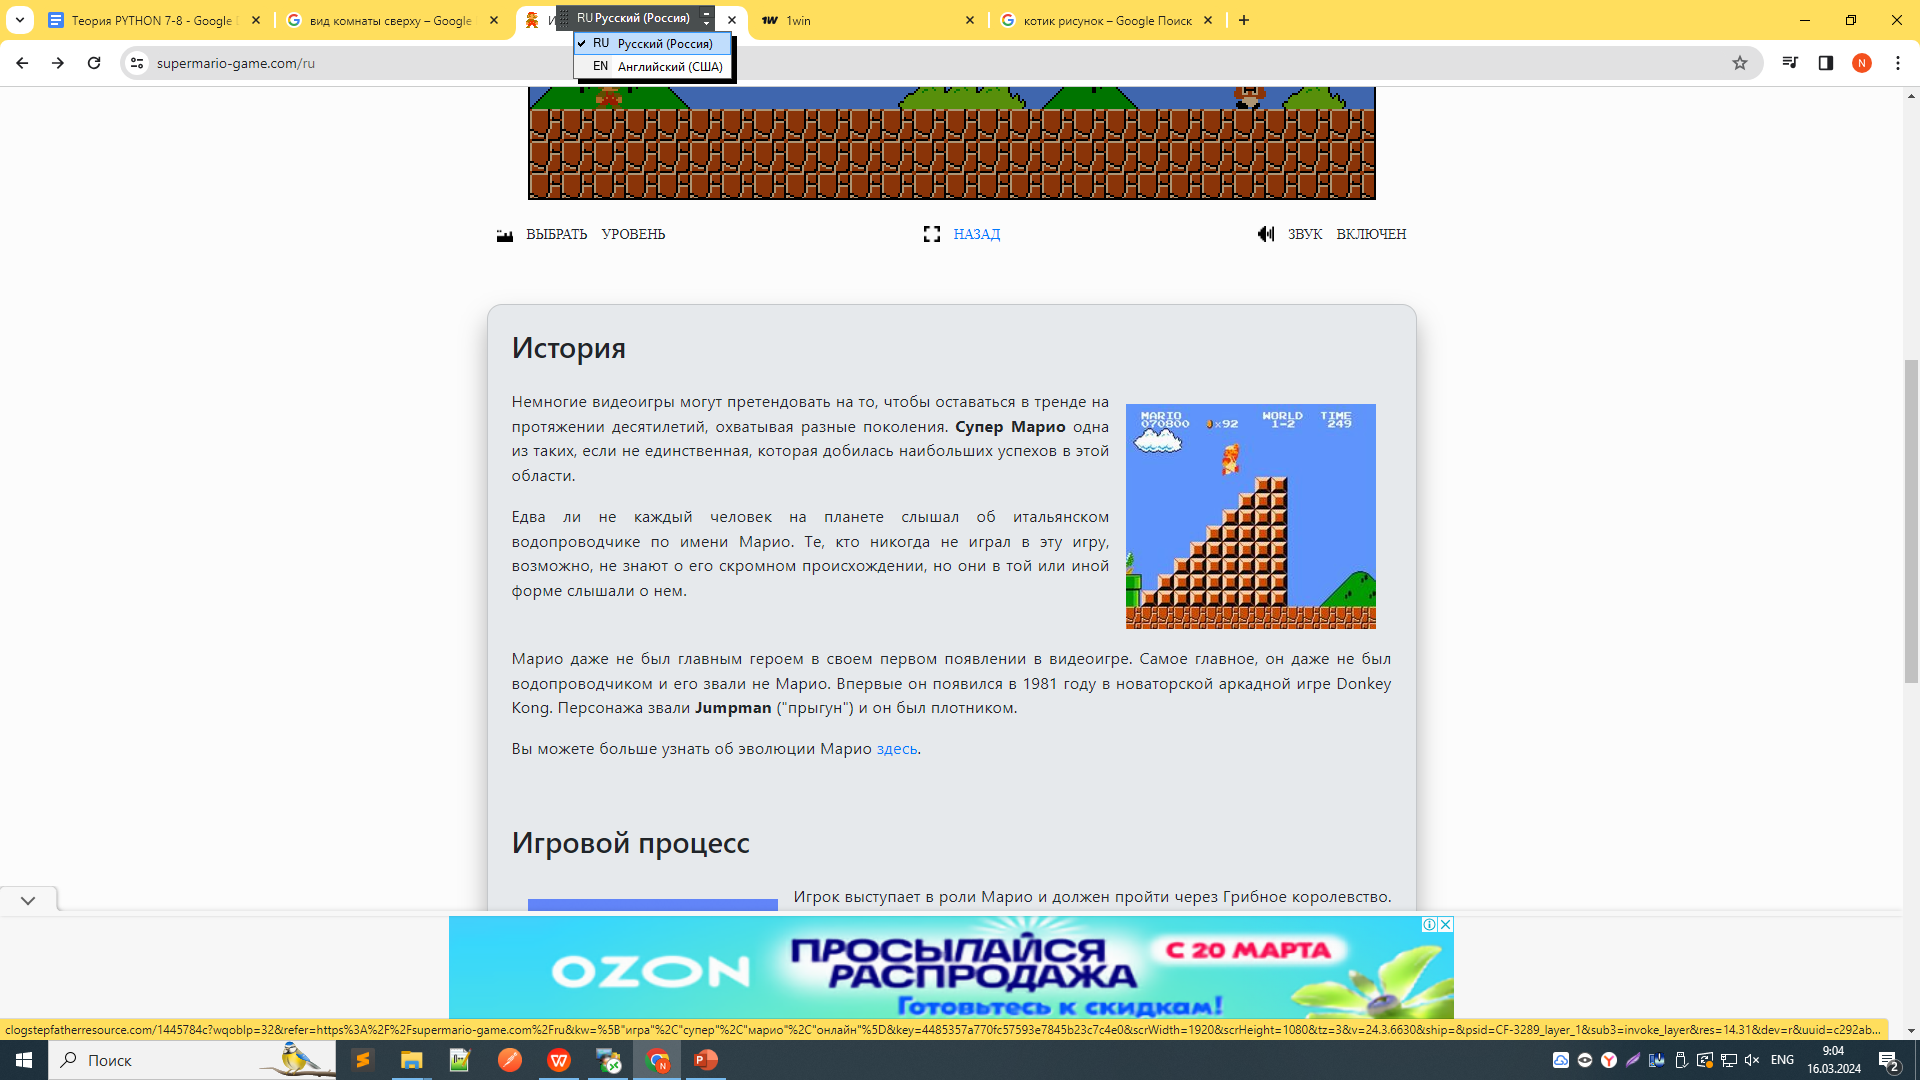 Теория PYTHON 7-8 - Google
вид комнаты сверху – Google
И
RU Русский (Россия)
1win
котик рисунок – Google Поиск
RU Русский (Россия)
EN Английский (США)
supermario-game.com/ru
N
ВЫБРАТЬ УРОВЕНЬ
НАЗАД
ЗВУК ВКЛЮЧЕН
История
Немногие видеоигры могут претендовать на то, чтобы оставаться в тренде на
протяжении десятилетий, охватывая разные поколения. Супер Марио одна
из таких, если не единственная, которая добилась наибольших успехов в этой
области.
MARIO WORLD TIME
070800 x92 1-2 249
Едва ли не каждый человек на планете слышал об итальянском
водопроводчике по имени Марио. Те, кто никогда не играл в эту игру,
возможно, не знают о его скромном происхождении, но они в той или иной
форме слышали о нем.
Марио даже не был главным героем в своем первом появлении в видеоигре. Самое главное, он даже не был
водопроводчиком и его звали не Марио. Впервые он появился в 1981 году в новаторской аркадной игре Donkey
Kong. Персонажа звали Jumpman ("прыгун") и он был плотником.
Вы можете больше узнать об эволюции Марио здесь.
Игровой процесс
Игрок выступает в роли Марио и должен пройти через Грибное королевство.
OZON
ПРОСЫПАЙСЯ
РАСПРОДАЖА
С 20 МАРТА
Готовьтесь к скидкам!
clogstepfatherresource.com/1445784c?wqoblp=32&refer=https%3A%2F%2Fsupermario-game.com%2Fru&kw=%5B"игра"%2C"супер"%2C"марио"%2C"онлайн"%5D&key=4485357a770fc57593e7845b23c7c4e0&scrWidth=1920&scrHeight=1080&tz=3&v=24.3.6630&ship=&psid=CF-3289_layer_1&sub3=invoke_layer&res=14.31&dev=r&uuid=c292ab...
Поиск
ENG
9:04
16.03.2024
2